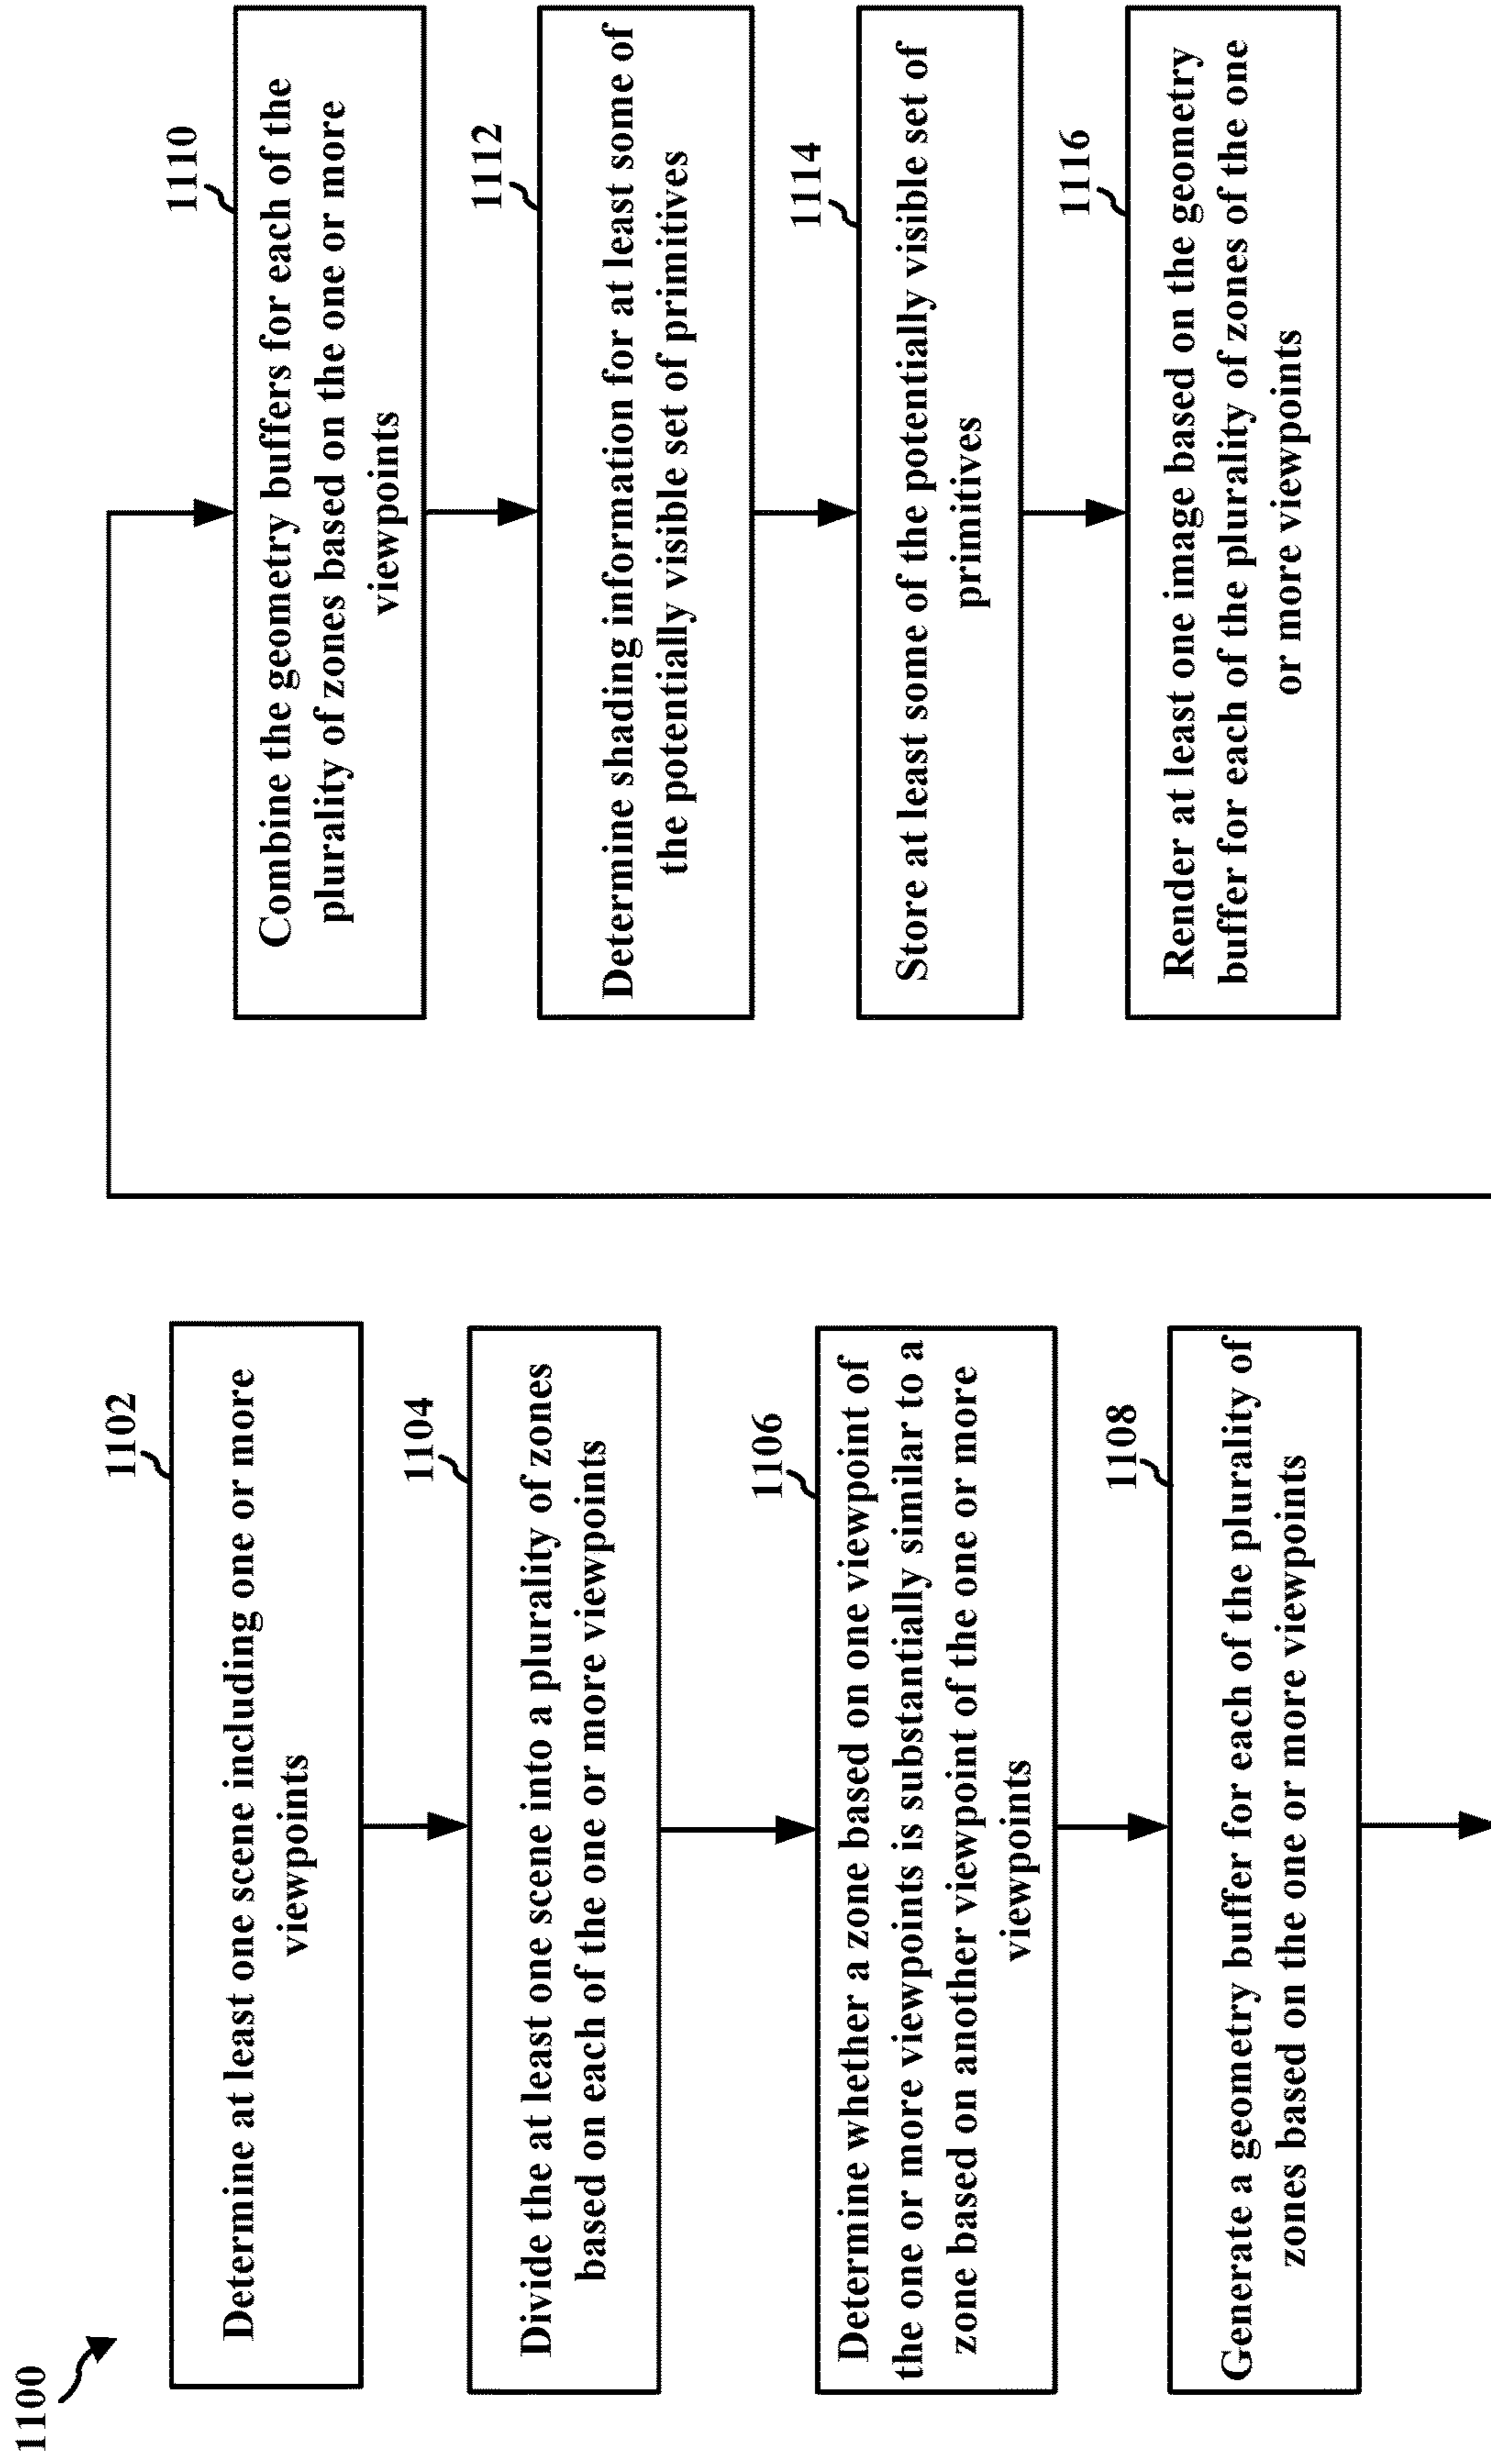 1100
1102
Determine at least one scene including one or more
viewpoints
1104
Divide the at least one scene into a plurality of zones
based on each of the one or more viewpoints
1106
Determine whether a zone based on one viewpoint of
the one or more viewpoints is substantially similar to a
zone based on another viewpoint of the one or more
viewpoints
1108
Generate a geometry buffer for each of the plurality of
zones based on the one or more viewpoints
1110
Combine the geometry buffers for each of the
plurality of zones based on the one or more
viewpoints
1112
Determine shading information for at least some of
the potentially visible set of primitives
1114
Store at least some of the potentially visible set of
primitives
1116
Render at least one image based on the geometry
buffer for each of the plurality of zones of the one
or more viewpoints